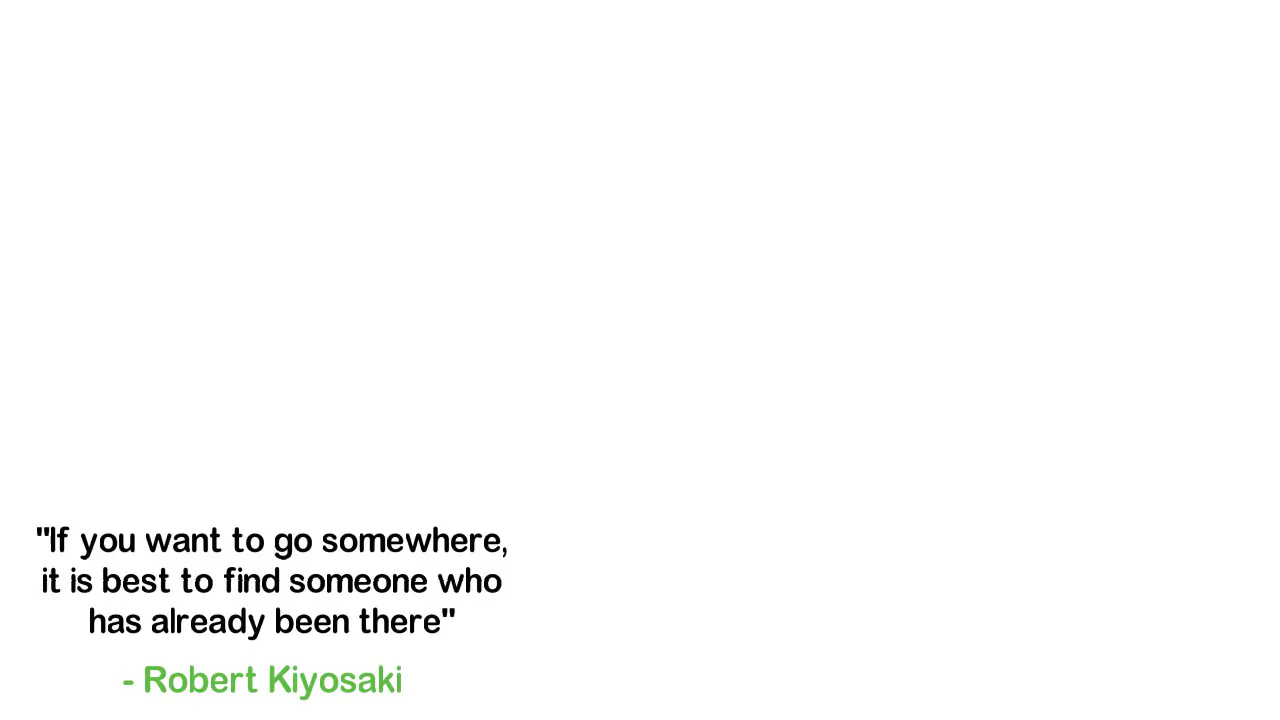 "If you want to go somewhere,
it is best to find someone who
has already been there"
- Robert Kiyosaki